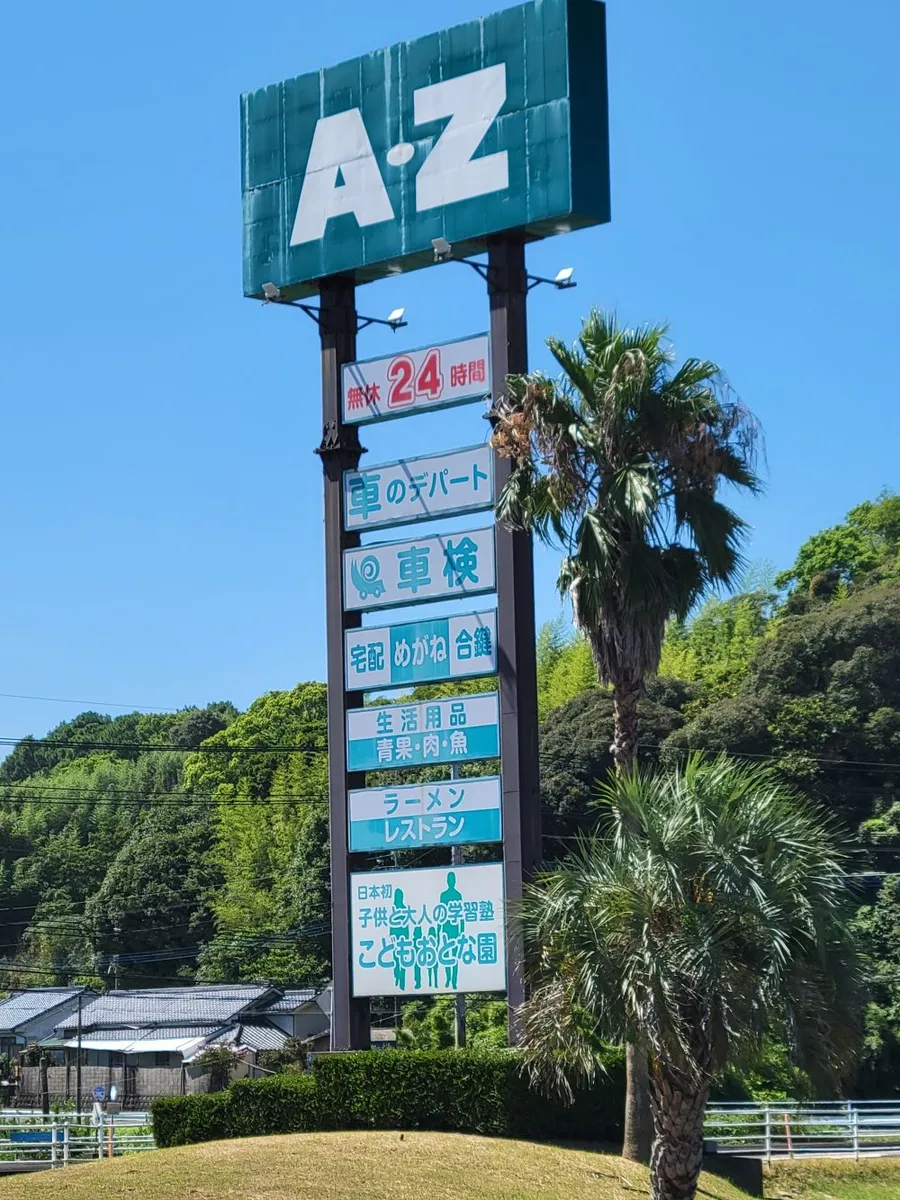 A・Z
無休 24 時間
車のデパート
車検
宅配 めがね 合鍵
生活用品
青果・肉・魚
ラーメン
レストラン
日本初
子供と大人の学習塾
こどもおとな園